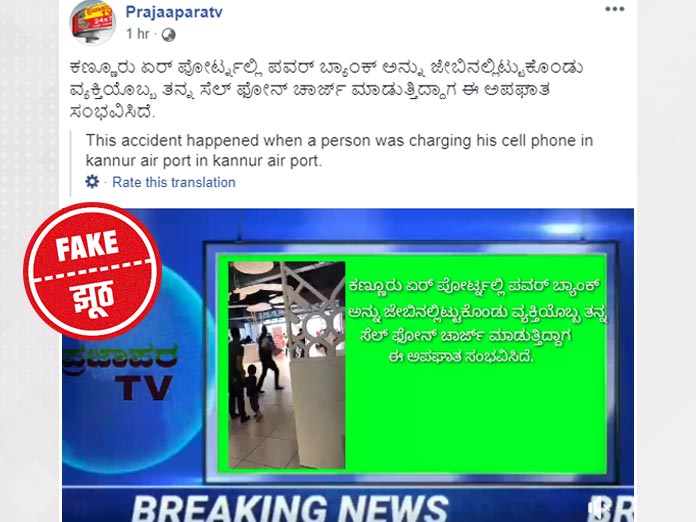 Prajaaparatv
1 hr ·
ಕಣ್ಣೂರು ಏರ್ ಪೋರ್ಟ್ನಲ್ಲಿ ಪವರ್ ಬ್ಯಾಂಕ್ ಅನ್ನು ಜೇಬಿನಲ್ಲಿಟ್ಟುಕೊಂಡು
ವ್ಯಕ್ತಿಯೊಬ್ಬ ತನ್ನ ಸೆಲ್ ಫೋನ್ ಚಾರ್ಜ್ ಮಾಡುತ್ತಿದ್ದಾಗ ಈ ಅಪಘಾತ
ಸಂಭವಿಸಿದೆ.
This accident happened when a person was charging his cell phone in
kannur air port in kannur air port.
· Rate this translation
FAKE
झूठ
ಕಣ್ಣೂರು ಏರ್ ಪೋರ್ಟ್ನಲ್ಲಿ ಪವರ್ ಬ್ಯಾಂಕ್
ಅನ್ನು ಜೇಬಿನಲ್ಲಿಟ್ಟುಕೊಂಡು ವ್ಯಕ್ತಿಯೊಬ್ಬ ತನ್ನ
ಸೆಲ್ ಫೋನ್ ಚಾರ್ಜ್ ಮಾಡುತ್ತಿದ್ದಾಗ
ಈ ಅಪಘಾತ ಸಂಭವಿಸಿದೆ.
ಪ್ರಜಾಪರ
TV
BREAKING NEWS
BR